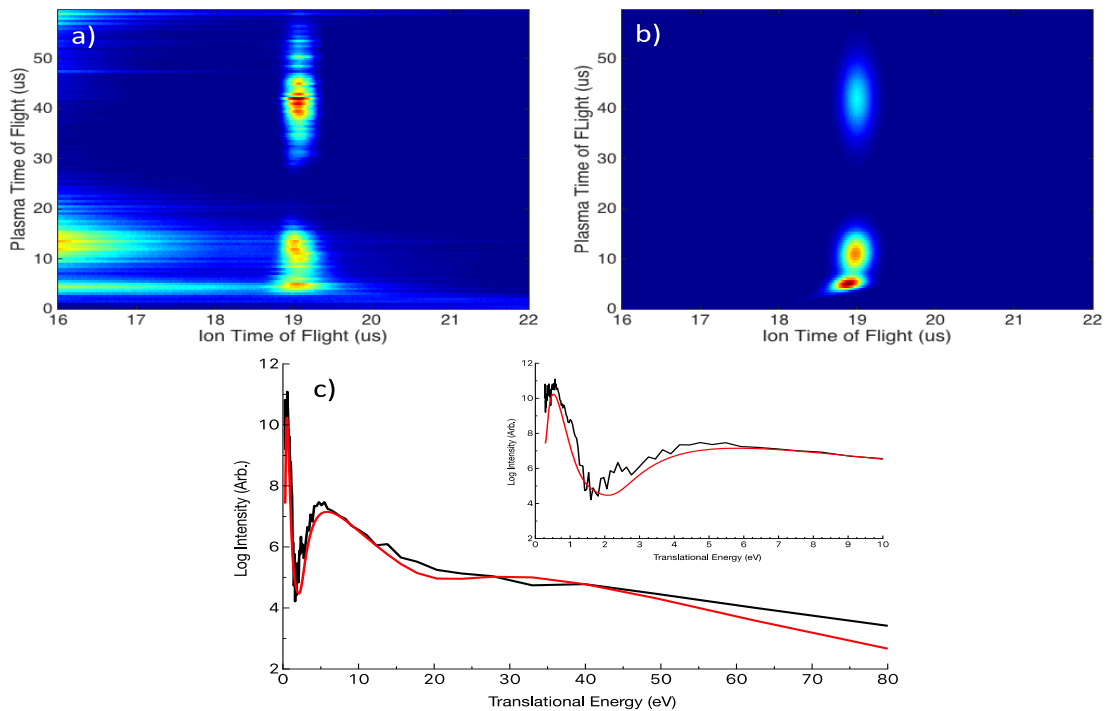 a)
Plasma Time of Flight (us)
50
40
30
20
10
0
16 17 18 19 20 21 22
Ion Time of Flight (us)
b)
Plasma Time of FLight (us)
50
40
30
20
10
0
16 17 18 19 20 21 22
Ion Time of Flight (us)
c)
Log Intensity (Arb.)
12
10
8
6
4
2
0 10 20 30 40 50 60 70 80
Translational Energy (eV)
Log Intensity (Arb.)
12
10
8
6
4
2
0 1 2 3 4 5 6 7 8 9 10
Translational Energy (eV)